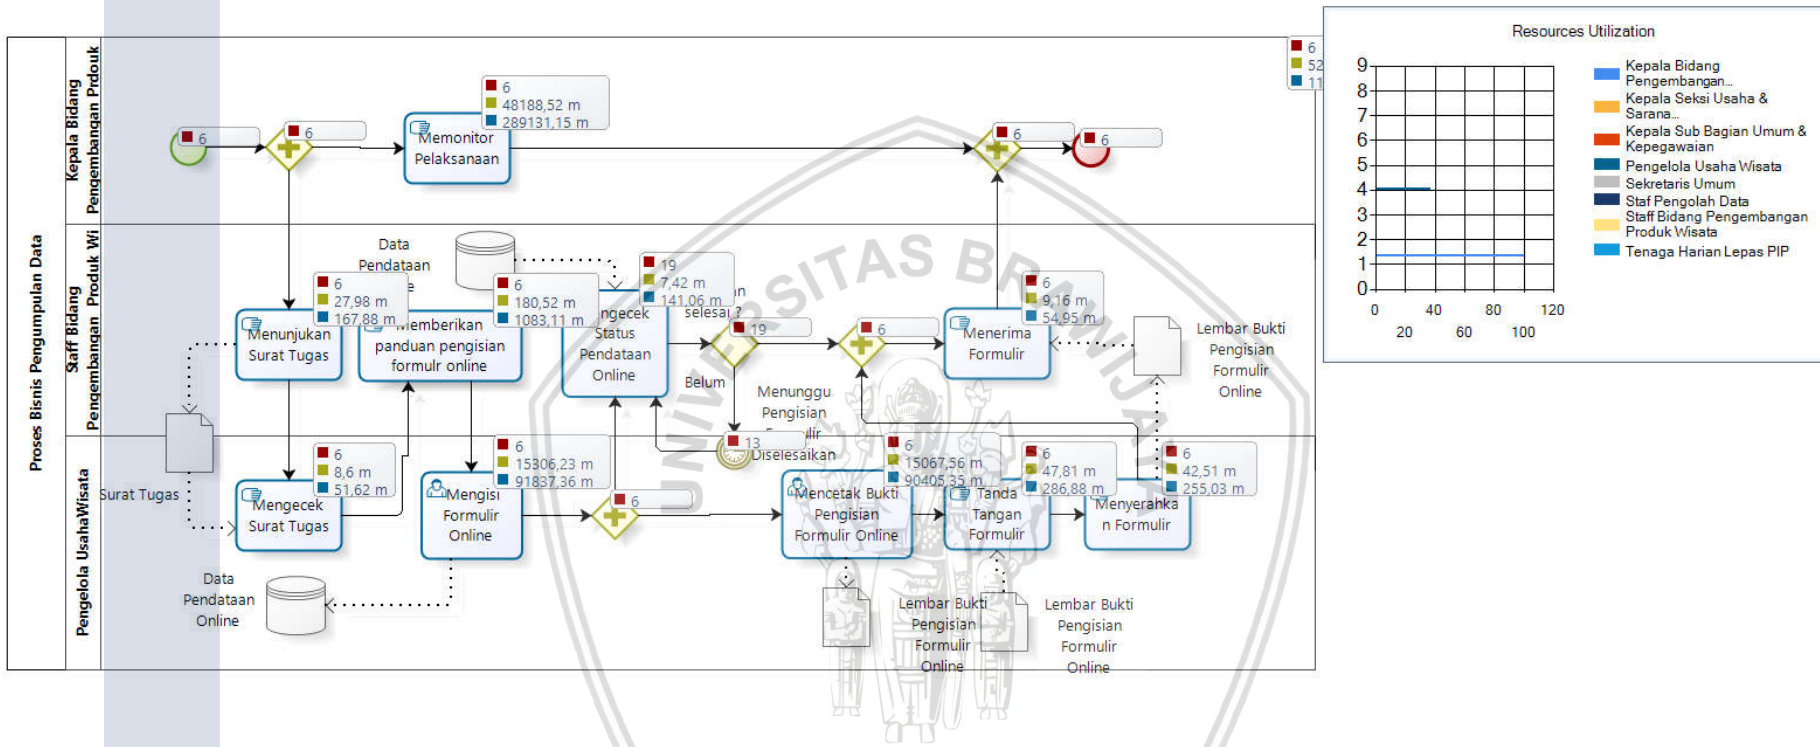 Proses Bisnis Pengumpulan Data
Kepala Bidang
Pengembangan Prdouk
6
6
6
48188,52 m
289131,15 m
Memonitor
Pelaksanaan
6
6
6
52
11
Staff Bidang
Pengembangan Produk Wi
Data
Pendataan
6
27,98 m
167,88 m
Menunjukan
Surat Tugas
6
180,52 m
1083,11 m
Memberikan
panduan pengisian
formulr online
19
7,42 m
141,06 m
ngecek
Status
Pendataan
Online
selesai ?
19
Belum
Menunggu
Pengisian
Diselesaikan
13
6
6
9,16 m
54,95 m
Menerima
Formulir
Lembar Bukti
Pengisian
Formulir
Online
Pengelola UsahaWisata
Surat Tugas
6
8,6 m
51,62 m
Mengecek
Surat Tugas
6
15306,23 m
91837,36 m
Mengisi
Formulir
Online
6
6
15067,56 m
90405,35 m
Mencetak Bukti
Pengisian
Formulir Online
6
47,81 m
286,88 m
Tanda
Tangan
Formulir
6
42,51 m
255,03 m
Menyerahka
n Formulir
Data
Pendataan
Online
Lembar Bukti
Pengisian
Formulir
Online
Lembar Bukti
Pengisian
Formulir
Online
Resources Utilization
9
8
7
6
5
4
3
2
1
0
0
20
40
60
80
100
120
Kepala Bidang
Pengembangan...
Kepala Seksi Usaha &
Sarana...
Kepala Sub Bagian Umum &
Kepegawaian
Pengelola Usaha Wisata
Sekretaris Umum
Staf Pengolah Data
Staff Bidang Pengembangan
Produk Wisata
Tenaga Harian Lepas PIP
UNIVERSITAS BRAWIJAYA